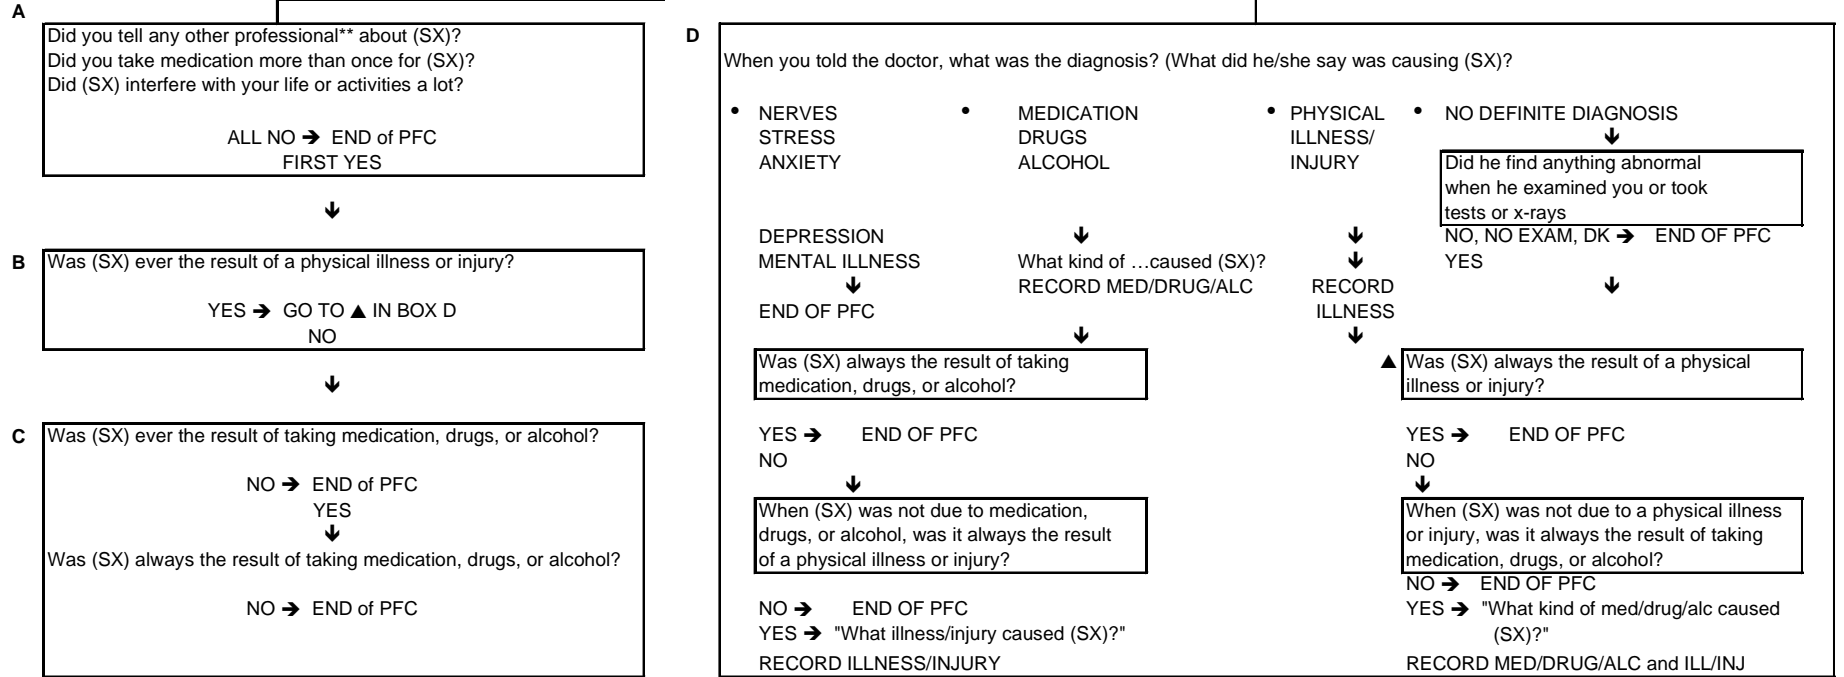 A
Did you tell any other professional** about (SX)?
Did you take medication more than once for (SX)?
Did (SX) interfere with your life or activities a lot?
ALL NO ➔ END of PFC
FIRST YES
B
Was (SX) ever the result of a physical illness or injury?
YES ➔ GO TO ▲ IN BOX D
NO
C
Was (SX) ever the result of taking medication, drugs, or alcohol?
NO ➔ END of PFC
YES
Was (SX) always the result of taking medication, drugs, or alcohol?
NO ➔ END of PFC
D
When you told the doctor, what was the diagnosis? (What did he/she say was causing (SX)?
• NERVES
STRESS
ANXIETY
DEPRESSION
MENTAL ILLNESS
END OF PFC
• MEDICATION
DRUGS
ALCOHOL
What kind of …caused (SX)?
RECORD MED/DRUG/ALC
Was (SX) always the result of taking
medication, drugs, or alcohol?
YES ➔ END OF PFC
NO
When (SX) was not due to medication,
drugs, or alcohol, was it always the result
of a physical illness or injury?
NO ➔ END OF PFC
YES ➔ "What illness/injury caused (SX)?"
RECORD ILLNESS/INJURY
• PHYSICAL
ILLNESS/
INJURY
RECORD
ILLNESS
• NO DEFINITE DIAGNOSIS
Did he find anything abnormal
when he examined you or took
tests or x-rays
NO, NO EXAM, DK ➔ END OF PFC
YES
▲ Was (SX) always the result of a physical
illness or injury?
YES ➔ END OF PFC
NO
When (SX) was not due to a physical illness
or injury, was it always the result of taking
medication, drugs, or alcohol?
NO ➔ END OF PFC
YES ➔ "What kind of med/drug/alc caused
(SX)?"
RECORD MED/DRUG/ALC and ILL/INJ